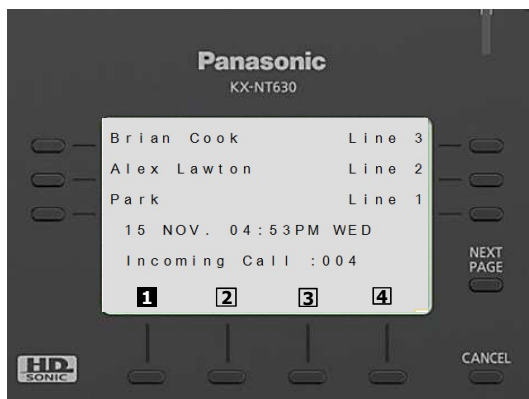 Panasonic
KX-NT630
Brian Cook Line 3
Alex Lawton Line 2
Park Line 1
15 NOV. 04:53PM WED
Incoming Call :004
1 2 3 4
NEXT
PAGE
CANCEL
HD
SONIC